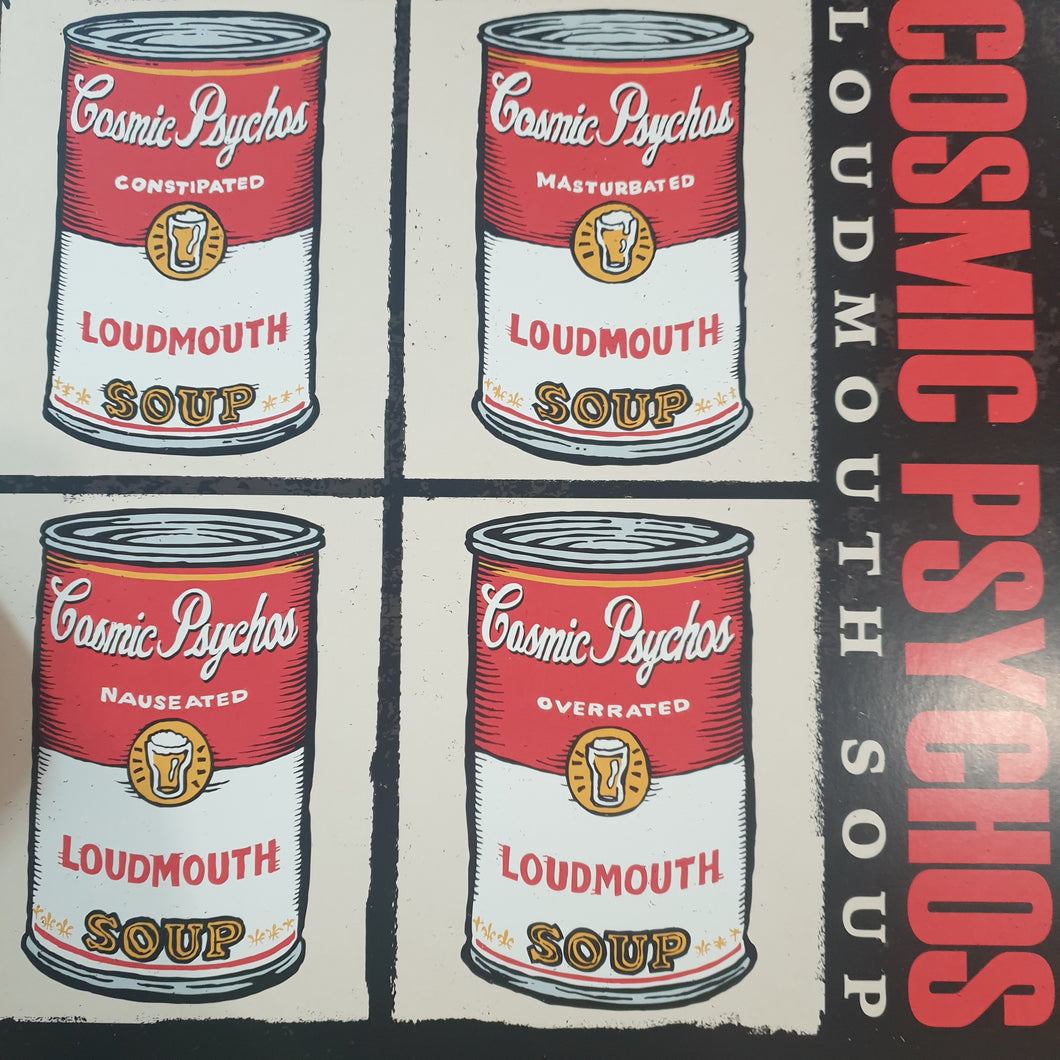 Cosmic Psychos
CONSTIPATED
LOUDMOUTH
SOUP
Cosmic Psychos
MASTURBATED
LOUDMOUTH
SOUP
Cosmic Psychos
NAUSEATED
LOUDMOUTH
SOUP
Cosmic Psychos
OVERRATED
LOUDMOUTH
SOUP
COSMIC PSYCHOS
LOUDMOUTH SOUP